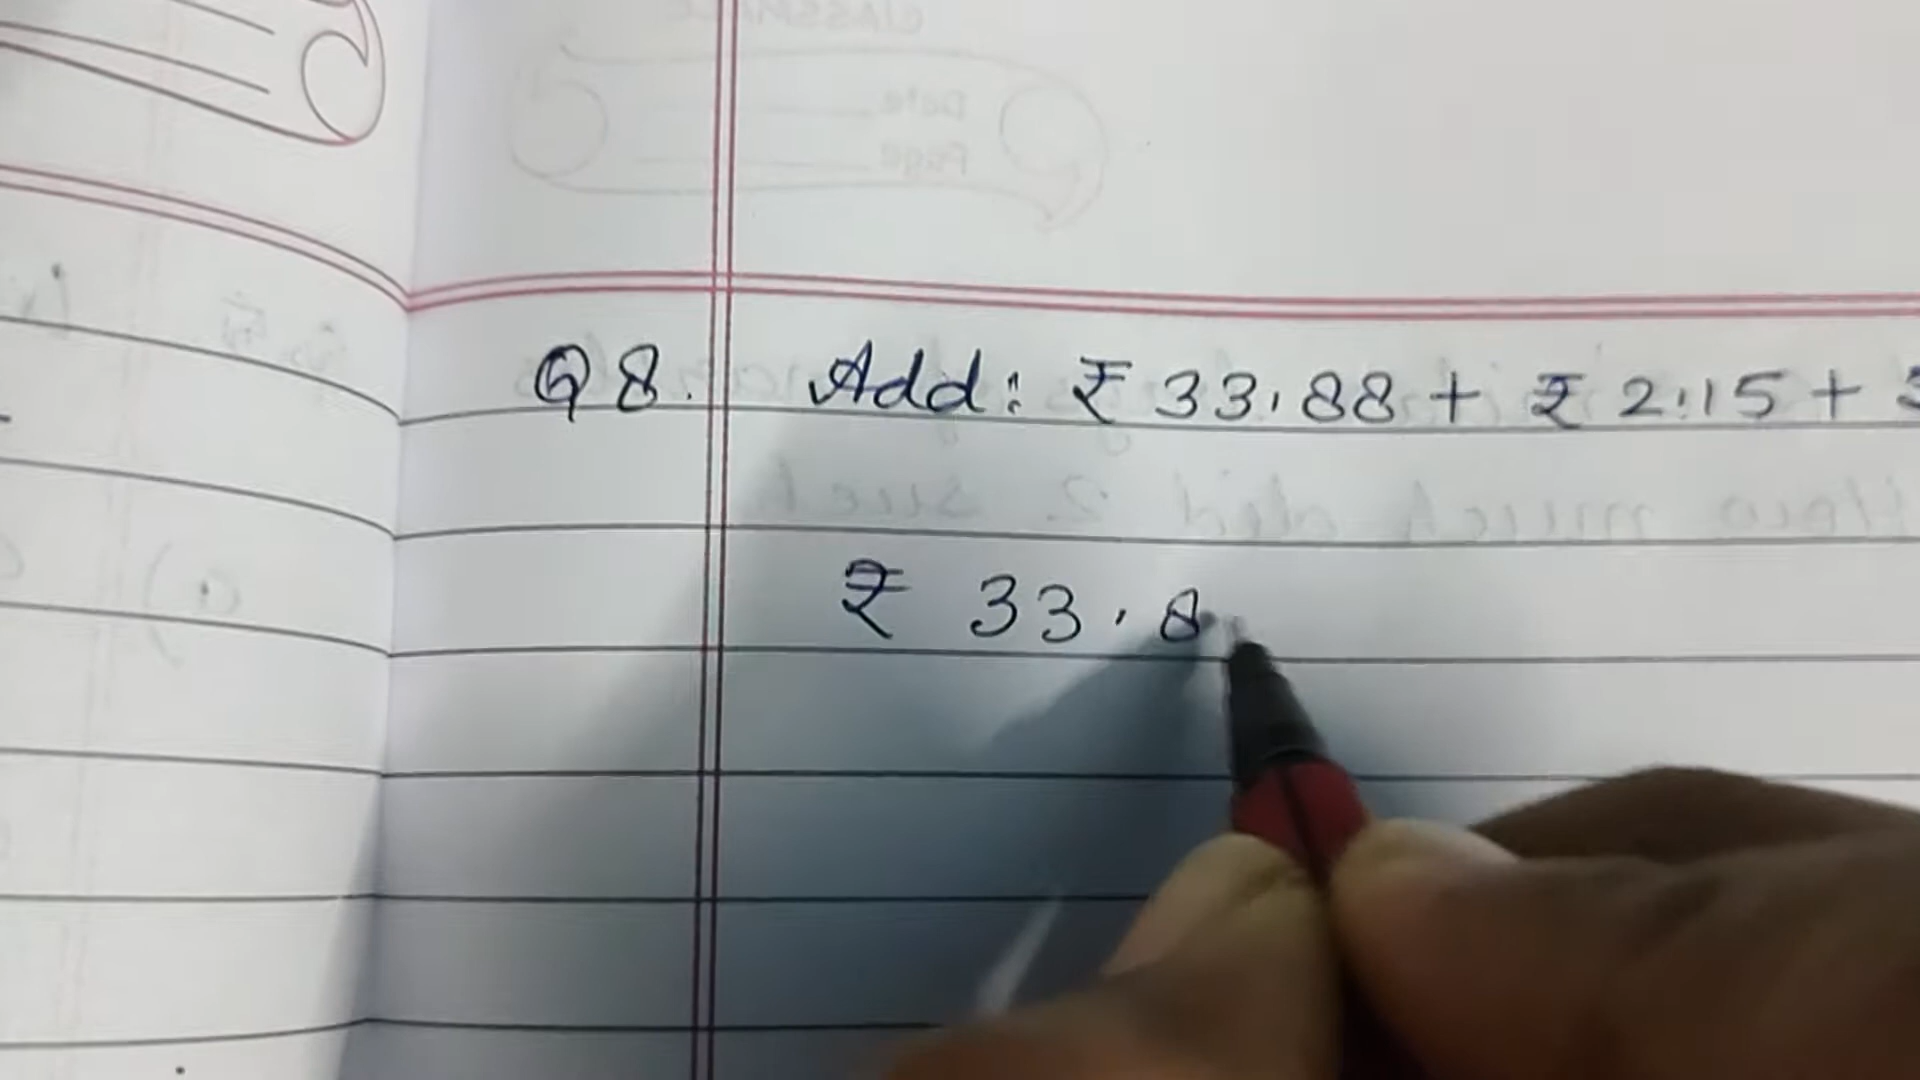 Q8. Add: ₹ 33.88 + ₹ 2.15 +
₹ 33.8